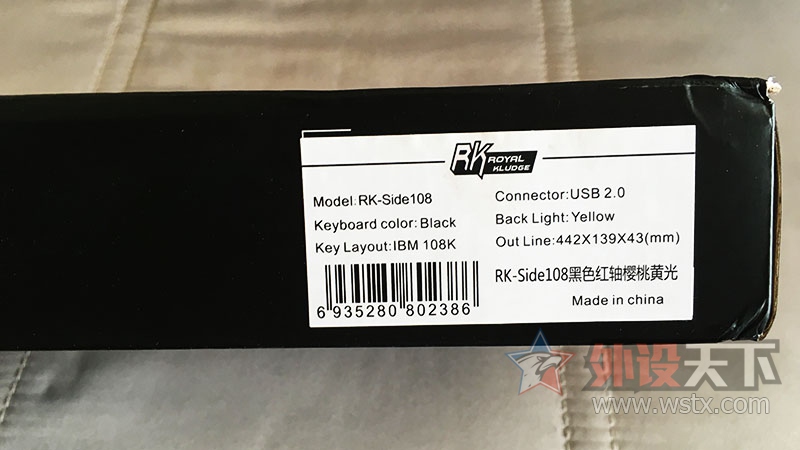 RK ROYAL KLUDGE
Model: RK-Side108
Keyboard color: Black
Key Layout: IBM 108K
Connector: USB 2.0
Back Light: Yellow
Out Line: 442X139X43(mm)
RK-Side108黑色红轴樱桃黄光
Made in china
6 935280 802386
外设天下
www.wstx.com